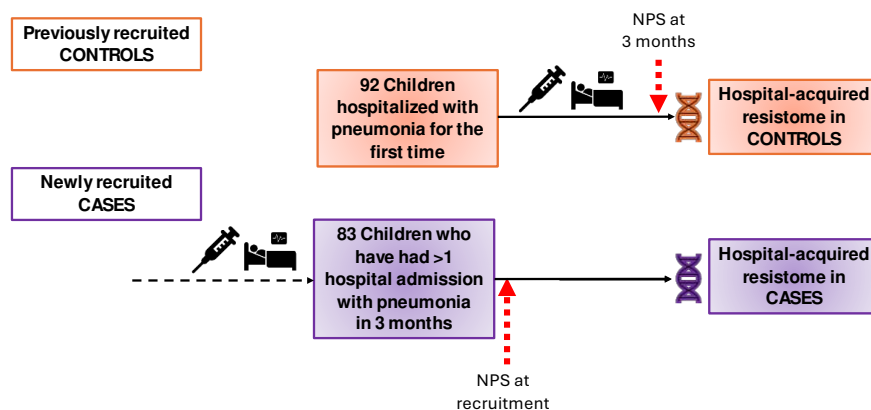 Previously recruited
CONTROLS
NPS at
3 months
92 Children
hospitalized with
pneumonia for the
first time
Hospital-acquired
resistome in
CONTROLS
Newly recruited
CASES
83 Children who
have had >1
hospital admission
with pneumonia
in 3 months
Hospital-acquired
resistome in
CASES
NPS at
recruitment